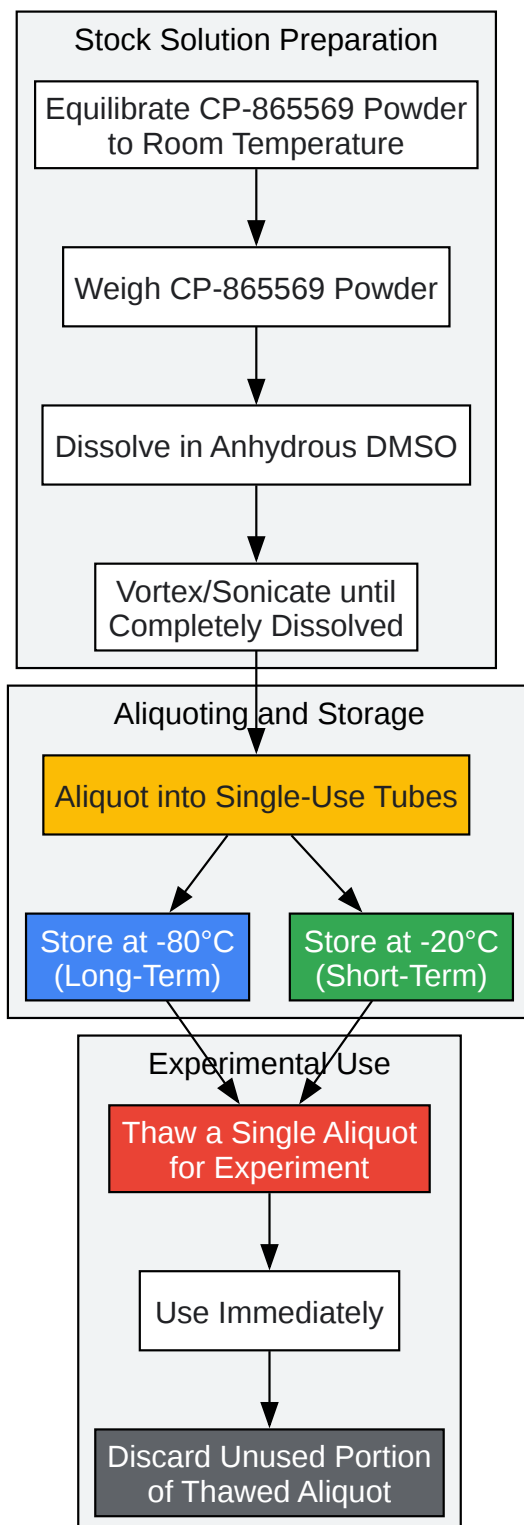 Stock Solution Preparation
Equilibrate CP-865569 Powder
to Room Temperature
Weigh CP-865569 Powder
Dissolve in Anhydrous DMSO
Vortex/Sonicate until
Completely Dissolved
Aliquoting and Storage
Aliquot into Single-Use Tubes
Store at -80°C
(Long-Term)
Store at -20°C
(Short-Term)
Experimental Use
Thaw a Single Aliquot
for Experiment
Use Immediately
Discard Unused Portion
of Thawed Aliquot